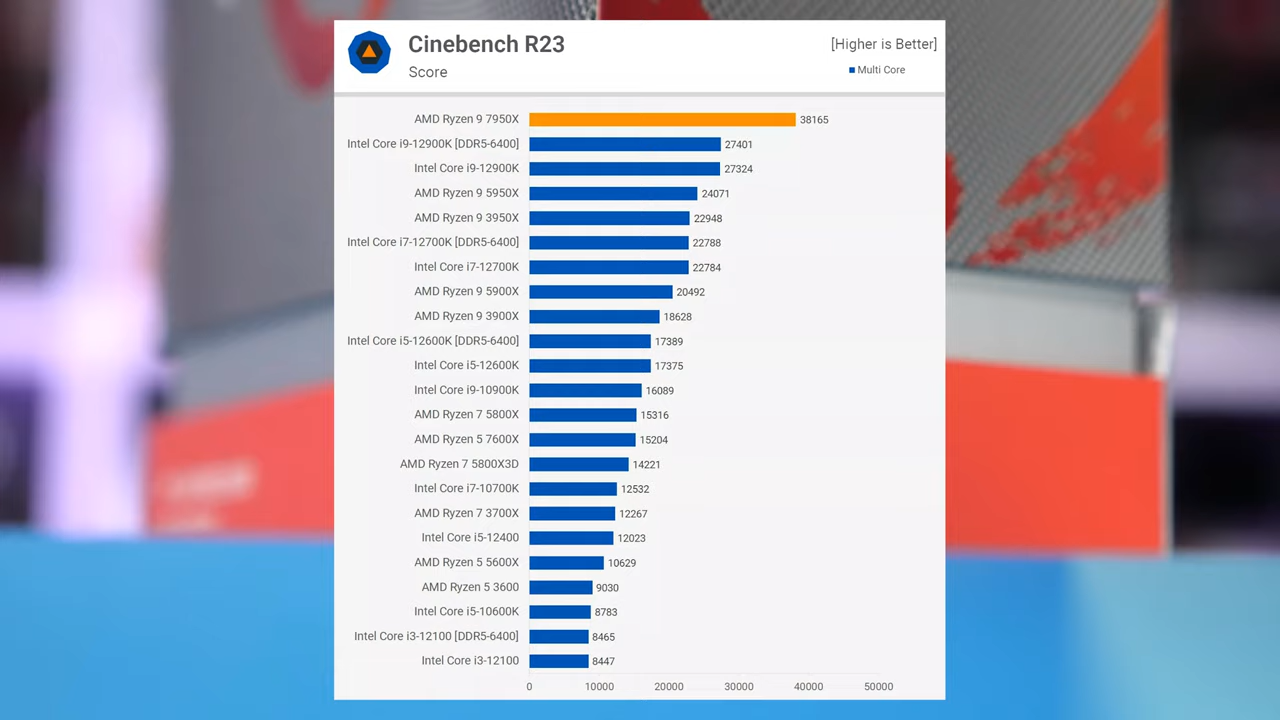 Cinebench R23
[Higher is Better]
Score
Multi Core
AMD Ryzen 9 7950X 38165
Intel Core i9-12900K [DDR5-6400] 27401
Intel Core i9-12900K 27324
AMD Ryzen 9 5950X 24071
AMD Ryzen 9 3950X 22948
Intel Core i7-12700K [DDR5-6400] 22788
Intel Core i7-12700K 22784
AMD Ryzen 9 5900X 20492
AMD Ryzen 9 3900X 18628
Intel Core i5-12600K [DDR5-6400] 17389
Intel Core i5-12600K 17375
Intel Core i9-10900K 16089
AMD Ryzen 7 5800X 15316
AMD Ryzen 5 7600X 15204
AMD Ryzen 7 5800X3D 14221
Intel Core i7-10700K 12532
AMD Ryzen 7 3700X 12267
Intel Core i5-12400 12023
AMD Ryzen 5 5600X 10629
AMD Ryzen 5 3600 9030
Intel Core i5-10600K 8783
Intel Core i3-12100 [DDR5-6400] 8465
Intel Core i3-12100 8447
0 10000 20000 30000 40000 50000